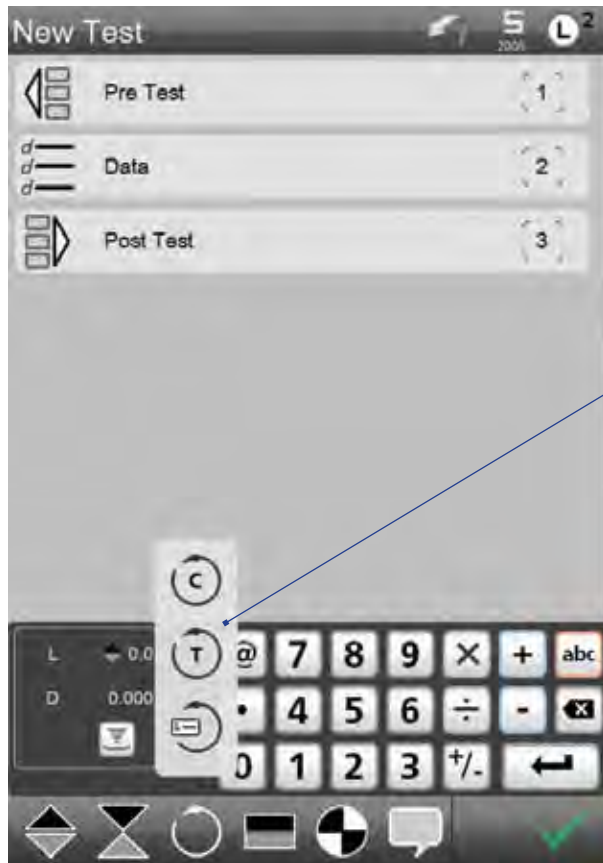 New Test S L2
2006
Pre Test 1
Data 2
Post Test 3
C
L 0.0 T @ 7 8 9 × + abc
D 0.000 • 4 5 6 ÷ -
0 1 2 3 +/-